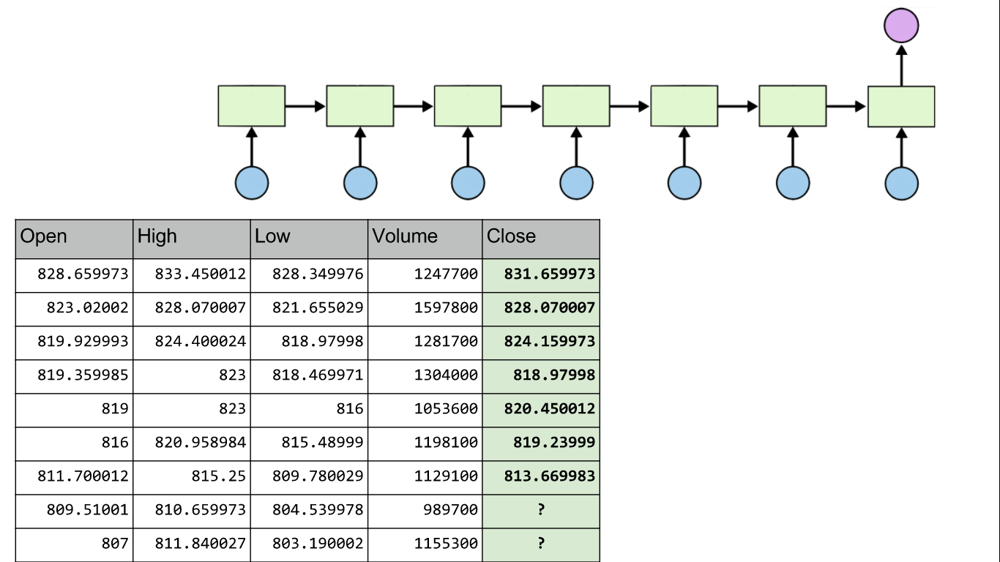 Open High Low Volume Close
828.659973 833.450012 828.349976 1247700 831.659973
823.02002 828.070007 821.655029 1597800 828.070007
819.929993 824.400024 818.97998 1281700 824.159973
819.359985 823 818.469971 1304000 818.97998
819 823 816 1053600 820.450012
816 820.958984 815.48999 1198100 819.23999
811.700012 815.25 809.780029 1129100 813.669983
809.51001 810.659973 804.539978 989700 ?
807 811.840027 803.190002 1155300 ?